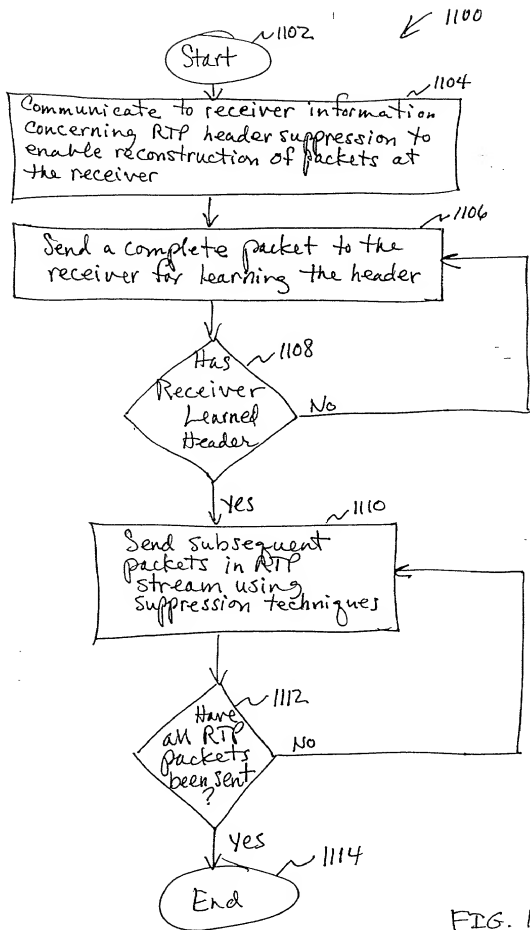 1100
1102
Start
1104
Communicate to receiver information
concerning RTP header suppression to
enable reconstruction of packets at
the receiver
1106
Send a complete packet to the
receiver for learning the header
1108
Has
Receiver
Learned
Header
No
Yes
1110
Send subsequent
packets in RTP
stream using
suppression techniques
1112
Have
all RTP
packets
been sent
?
No
Yes
1114
End
FIG. 1